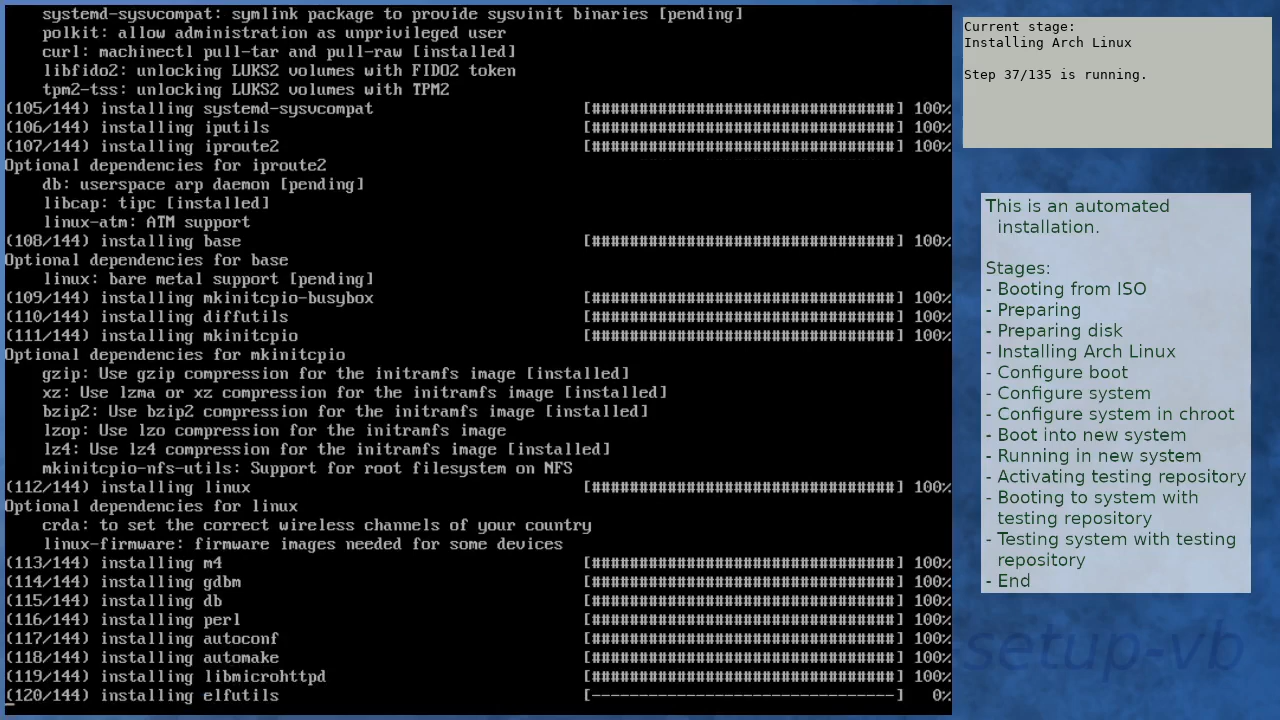 systemd-sysvcompat: symlink package to provide sysvinit binaries [pending]
    polkit: allow administration as unprivileged user
    curl: machinectl pull-tar and pull-raw [installed]
    libfido2: unlocking LUKS2 volumes with FIDO2 token
    tpm2-tss: unlocking LUKS2 volumes with TPM2
(105/144) installing systemd-sysvcompat [################################] 100%
(106/144) installing iputils [################################] 100%
(107/144) installing iproute2 [################################] 100%
Optional dependencies for iproute2
    db: userspace arp daemon [pending]
    libcap: tipc [installed]
    linux-atm: ATM support
(108/144) installing base [################################] 100%
Optional dependencies for base
    linux: bare metal support [pending]
(109/144) installing mkinitcpio-busybox [################################] 100%
(110/144) installing diffutils [################################] 100%
(111/144) installing mkinitcpio [################################] 100%
Optional dependencies for mkinitcpio
    gzip: Use gzip compression for the initramfs image [installed]
    xz: Use lzma or xz compression for the initramfs image [installed]
    bzip2: Use bzip2 compression for the initramfs image [installed]
    lzop: Use lzo compression for the initramfs image
    lz4: Use lz4 compression for the initramfs image [installed]
    mkinitcpio-nfs-utils: Support for root filesystem on NFS
(112/144) installing linux [################################] 100%
Optional dependencies for linux
    crda: to set the correct wireless channels of your country
    linux-firmware: firmware images needed for some devices
(113/144) installing m4 [################################] 100%
(114/144) installing gdbm [################################] 100%
(115/144) installing db [################################] 100%
(116/144) installing perl [################################] 100%
(117/144) installing autoconf [################################] 100%
(118/144) installing automake [################################] 100%
(119/144) installing libmicrohttpd [################################] 100%
(120/144) installing elfutils [--------------------------------] 0%
Current stage:
Installing Arch Linux
Step 37/135 is running.
This is an automated
installation.
Stages:
- Booting from ISO
- Preparing
- Preparing disk
- Installing Arch Linux
- Configure boot
- Configure system
- Configure system in chroot
- Boot into new system
- Running in new system
- Activating testing repository
- Booting to system with
testing repository
- Testing system with testing
repository
- End
setup-vb